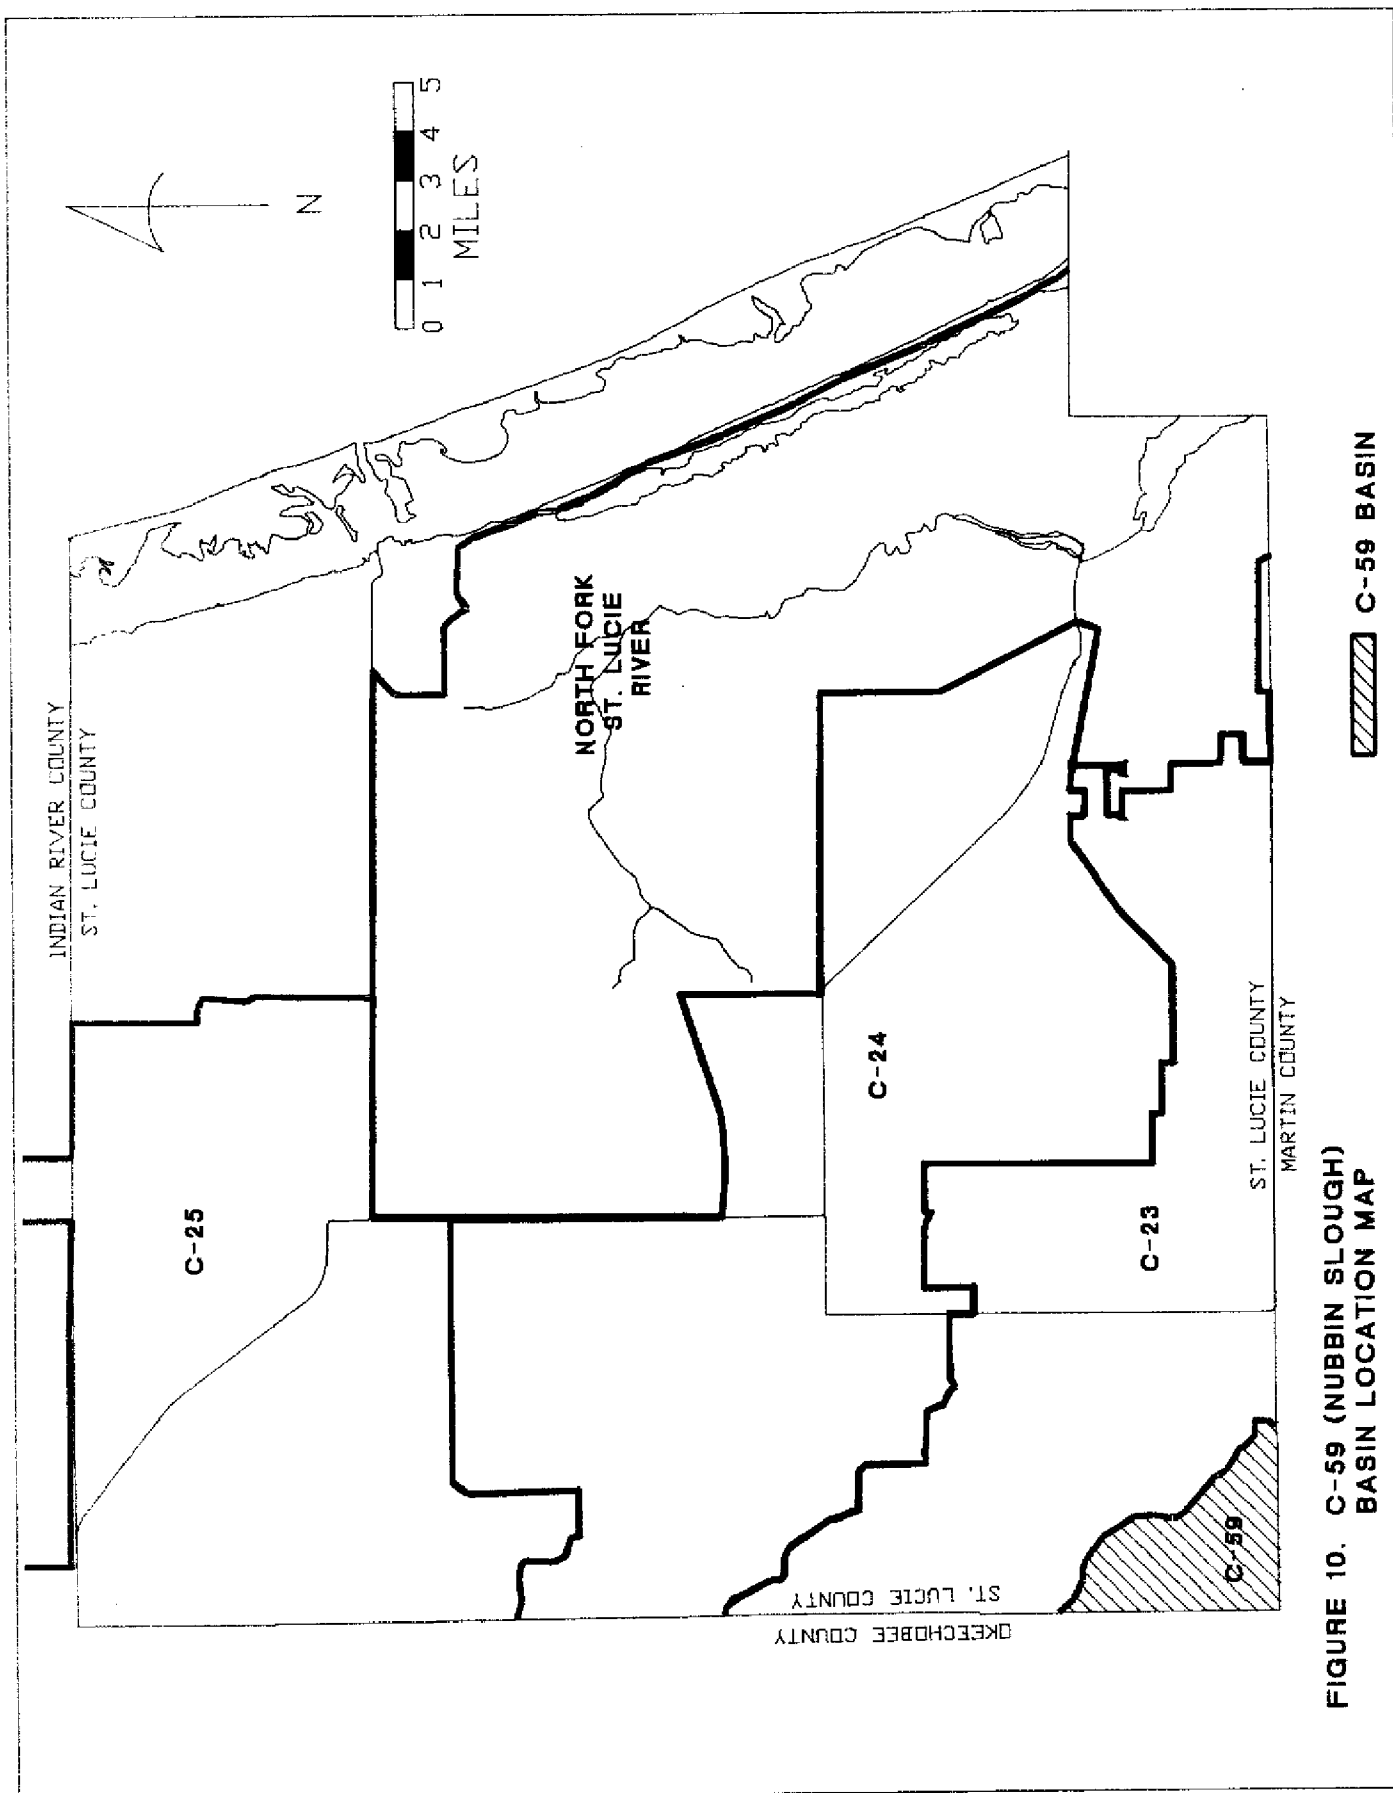 INDIAN RIVER COUNTY
ST. LUCIE COUNTY
N
0 1 2 3 4 5
MILES
C-25
NORTH FORK
ST. LUCIE
RIVER
C-24
C-23
C-59
OKEECHOBEE COUNTY
ST. LUCIE COUNTY
ST. LUCIE COUNTY
MARTIN COUNTY
FIGURE 10. C-59 (NUBBIN SLOUGH)
BASIN LOCATION MAP
C-59 BASIN